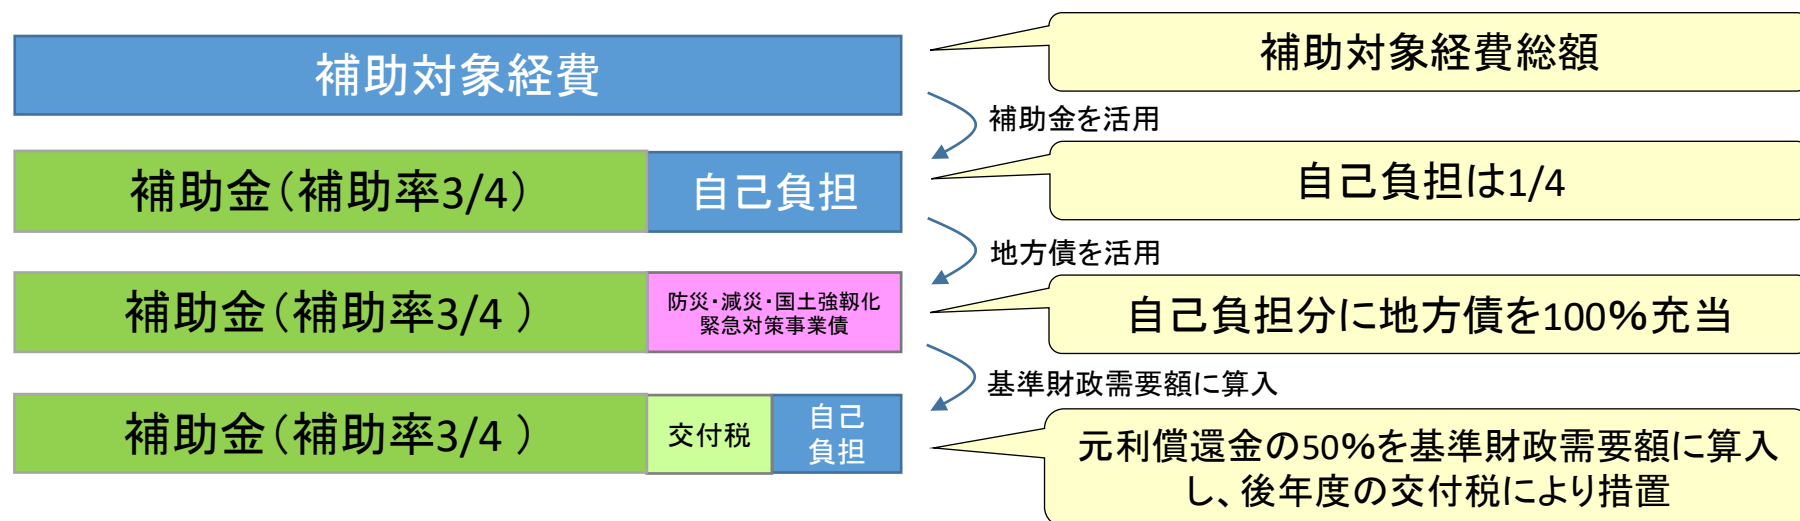 補助対象経費
補助対象経費総額
補助金を活用
補助金(補助率3/4)
自己負担
自己負担は1/4
地方債を活用
補助金(補助率3/4 )
防災・減災・国土強靱化
緊急対策事業債
自己負担分に地方債を100%充当
基準財政需要額に算入
補助金(補助率3/4 )
交付税
自己
負担
元利償還金の50%を基準財政需要額に算入
し、後年度の交付税により措置